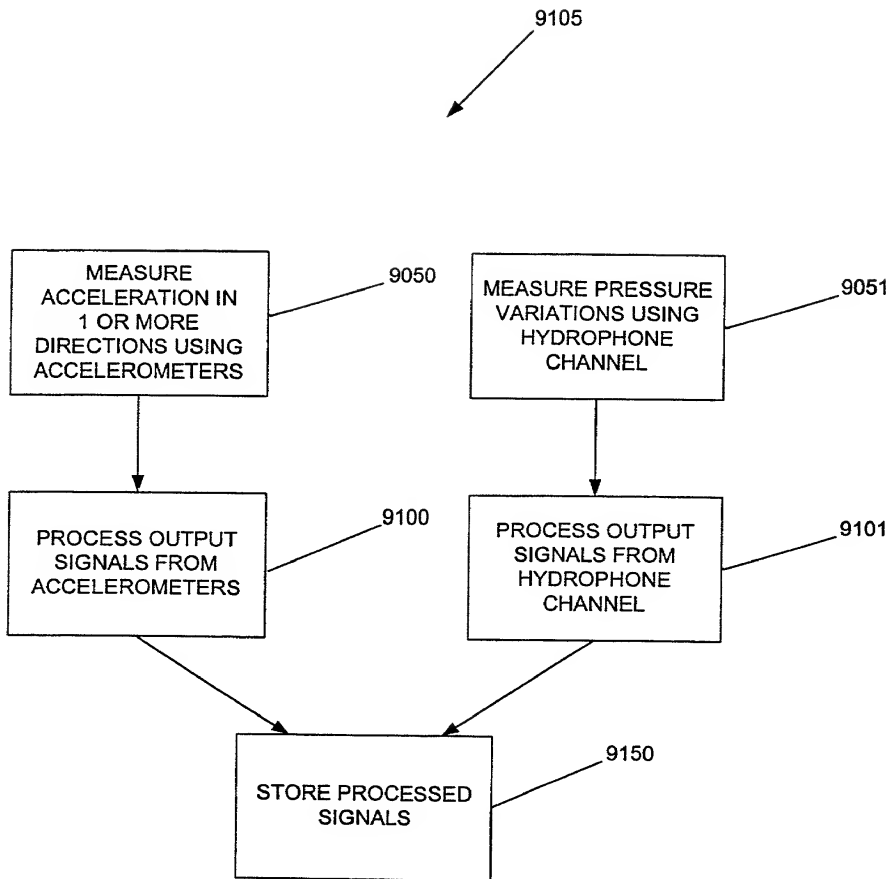 9105
MEASURE
ACCELERATION IN
1 OR MORE
DIRECTIONS USING
ACCELEROMETERS
9050
MEASURE PRESSURE
VARIATIONS USING
HYDROPHONE
CHANNEL
9051
PROCESS OUTPUT
SIGNALS FROM
ACCELEROMETERS
9100
PROCESS OUTPUT
SIGNALS FROM
HYDROPHONE
CHANNEL
9101
STORE PROCESSED
SIGNALS
9150